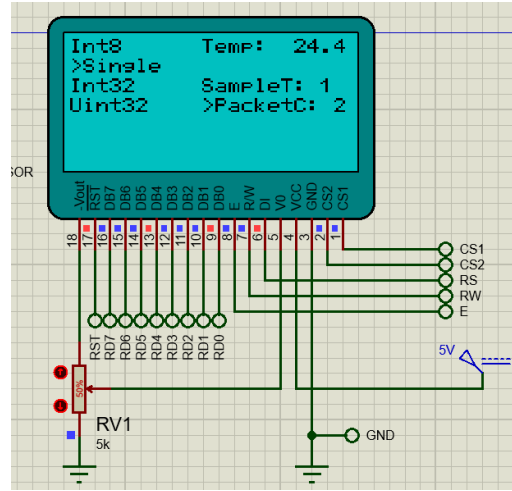 Int8 Temp: 24.4
>Single
Int32 SampleT: 1
Uint32 >PacketC: 2
SOR
-Vout RST DB7 DB6 DB5 DB4 DB3 DB2 DB1 DB0 E R/W DI V0 VCC GND CS2 CS1
18 17 16 15 14 13 12 11 10 9 8 7 6 5 4 3 2 1
CS1
CS2
RS
RW
E
RST RD7 RD6 RD5 RD4 RD3 RD2 RD1 RD0
5V
50%
RV1
5k
GND